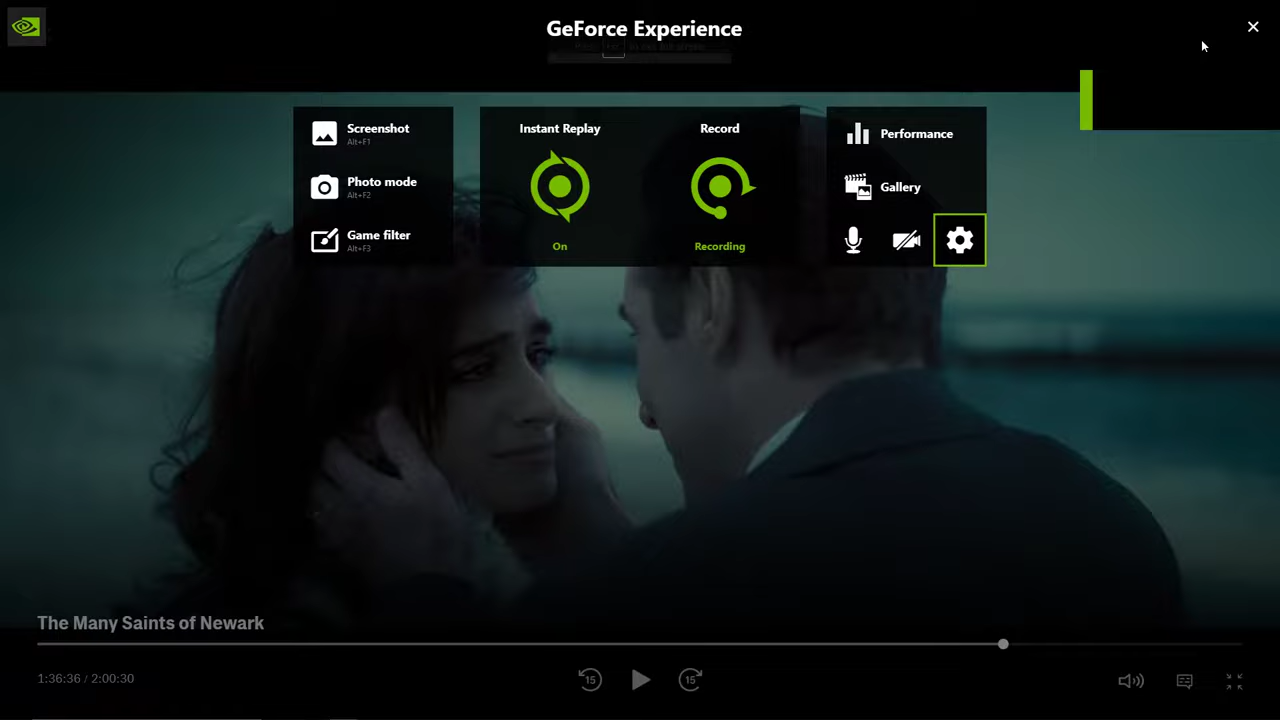 GeForce Experience
Screenshot
Alt+F1
Photo mode
Alt+F2
Game filter
Alt+F3
Instant Replay
On
Record
Recording
Performance
Gallery
The Many Saints of Newark
1:36:36 / 2:00:30
15
15